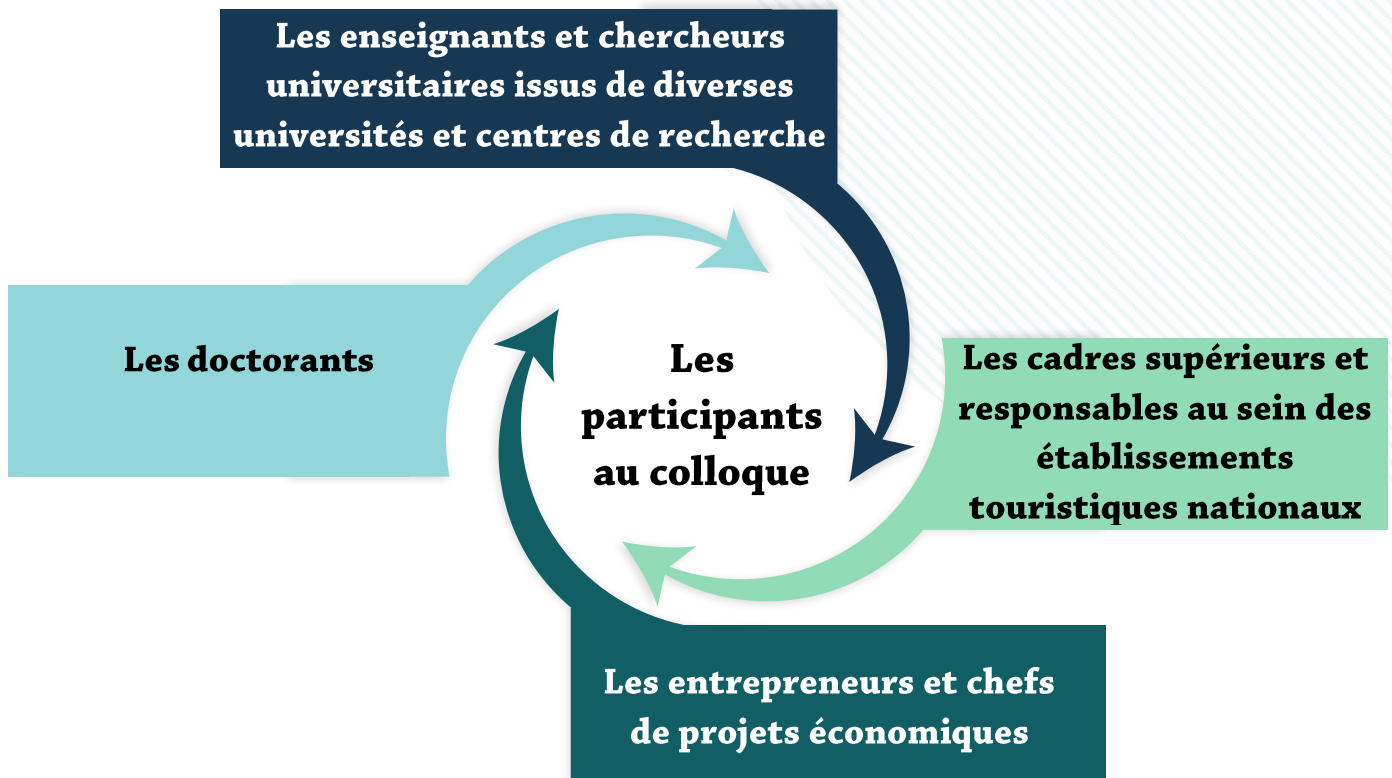 Les enseignants et chercheurs
universitaires issus de diverses
universités et centres de recherche
Les doctorants
Les
participants
au colloque
Les cadres supérieurs et
responsables au sein des
établissements
touristiques nationaux
Les entrepreneurs et chefs
de projets économiques